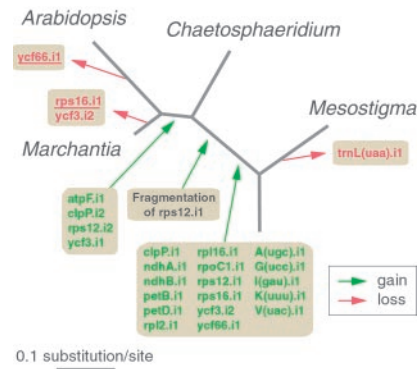 Arabidopsis
Chaetosphaeridium
ycf66.i1
rps16.i1
ycf3.i2
Mesostigma
Marchantia
trnL(uaa).i1
atpF.i1
clpP.i2
rps12.i2
ycf3.i1
Fragmentation
of rps12.i1
clpP.i1 rpl16.i1 A(ugc).i1
ndhA.i1 rpoC1.i1 G(ucc).i1
ndhB.i1 rps12.i1 I(gau).i1
petB.i1 rps16.i1 K(uuu).i1
petD.i1 ycf3.i2 V(uac).i1
rpl2.i1 ycf66.i1
gain
loss
0.1 substitution/site